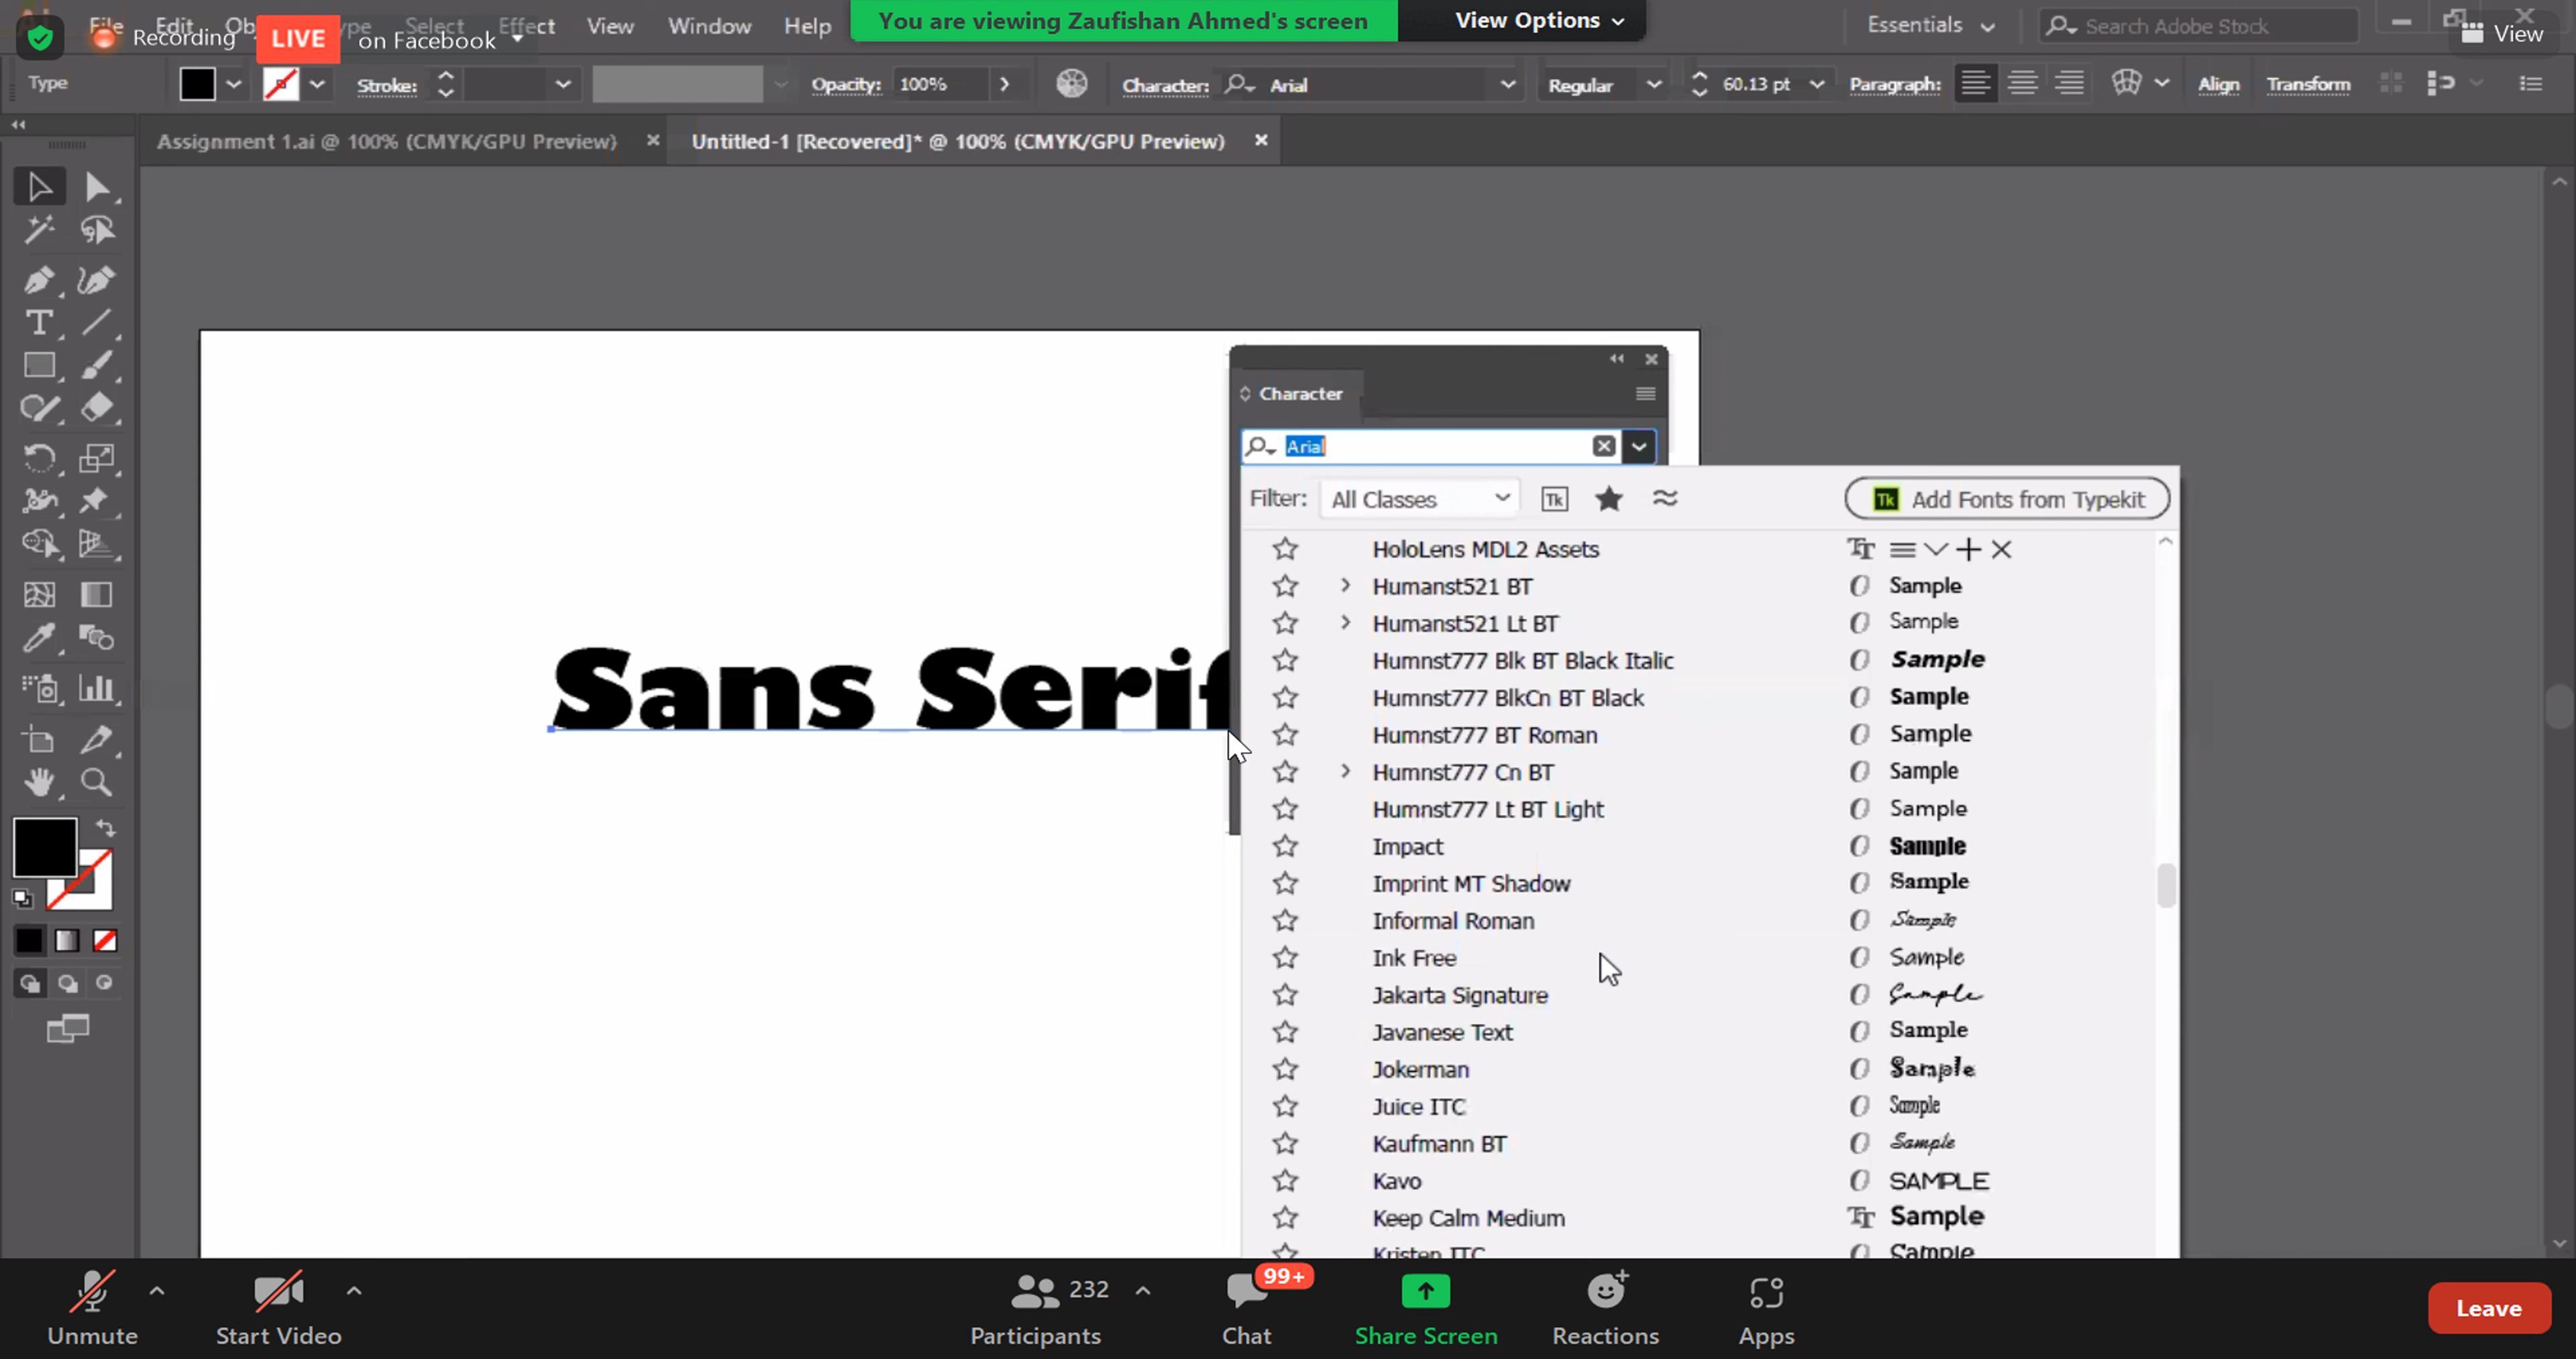 File Edit Type Select Effect View Window Help
Recording LIVE on Facebook
You are viewing Zaufishan Ahmed's screen View Options
Essentials Search Adobe Stock View
Type Stroke: Opacity: 100% Character: Arial Regular 60.13 pt Paragraph: Align Transform
Assignment 1.ai @ 100% (CMYK/GPU Preview) Untitled-1 [Recovered]* @ 100% (CMYK/GPU Preview)
Character
Arial
Filter: All Classes Tk Tk Add Fonts from Typekit
HoloLens MDL2 Assets
Humanst521 BT Sample
Humanst521 Lt BT Sample
Humnst777 Blk BT Black Italic Sample
Sans Serif
Humnst777 BlkCn BT Black Sample
Humnst777 BT Roman Sample
Humnst777 Cn BT Sample
Humnst777 Lt BT Light Sample
Impact Sample
Imprint MT Shadow Sample
Informal Roman Sample
Ink Free Sample
Jakarta Signature Sample
Javanese Text Sample
Jokerman Sample
Juice ITC Sample
Kaufmann BT Sample
Kavo SAMPLE
Keep Calm Medium Sample
Kristen ITC Sample
Unmute Start Video Participants 232 Chat 99+ Share Screen Reactions Apps Leave